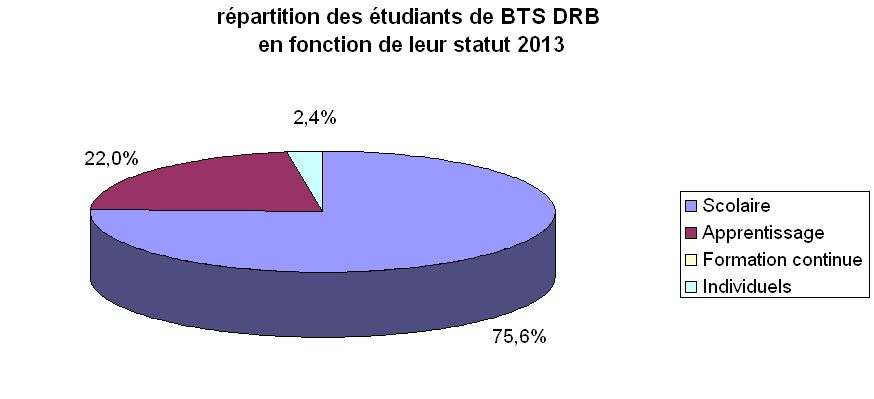 répartition des étudiants de BTS DRB
en fonction de leur statut 2013
2,4%
22,0%
75,6%
Scolaire
Apprentissage
Formation continue
Individuels